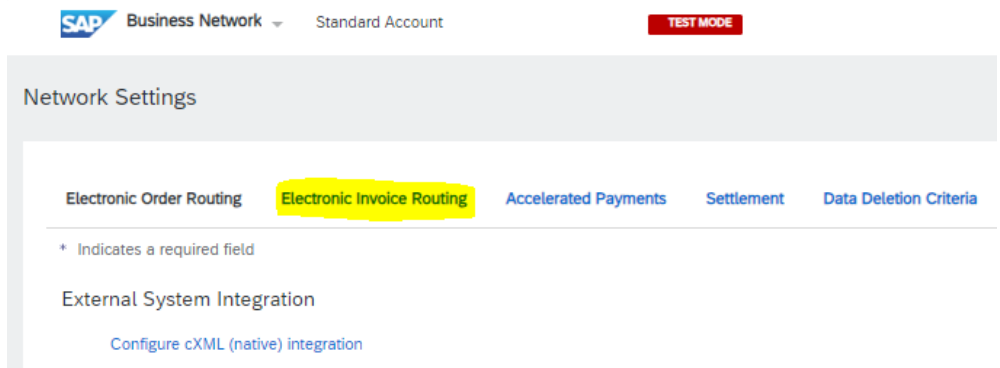 SAP Business Network Standard Account TEST MODE
Network Settings
Electronic Order Routing Electronic Invoice Routing Accelerated Payments Settlement Data Deletion Criteria
* Indicates a required field
External System Integration
Configure cXML (native) integration